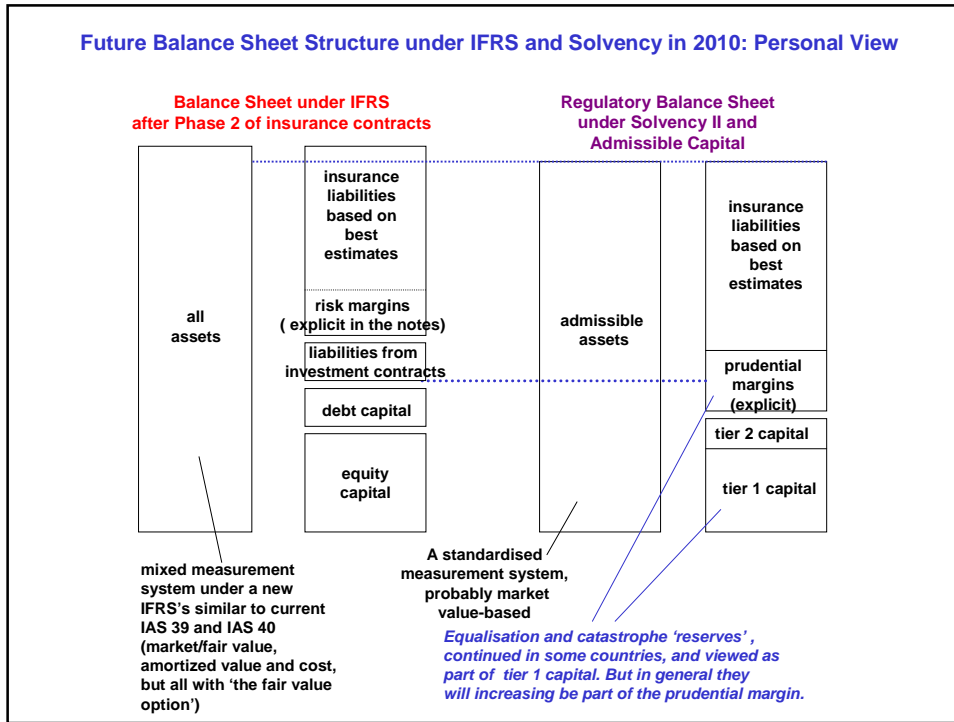 Future Balance Sheet Structure under IFRS and Solvency in 2010: Personal View
Balance Sheet under IFRS
after Phase 2 of insurance contracts
Regulatory Balance Sheet
under Solvency II and
Admissible Capital
all
assets
insurance
liabilities
based on
best
estimates
risk margins
( explicit in the notes)
liabilities from
investment contracts
debt capital
equity
capital
admissible
assets
insurance
liabilities
based on
best
estimates
prudential
margins
(explicit)
tier 2 capital
tier 1 capital
mixed measurement
system under a new
IFRS's similar to current
IAS 39 and IAS 40
(market/fair value,
amortized value and cost,
but all with 'the fair value
option')
A standardised
measurement system,
probably market
value-based
Equalisation and catastrophe 'reserves' ,
continued in some countries, and viewed as
part of tier 1 capital. But in general they
will increasing be part of the prudential margin.